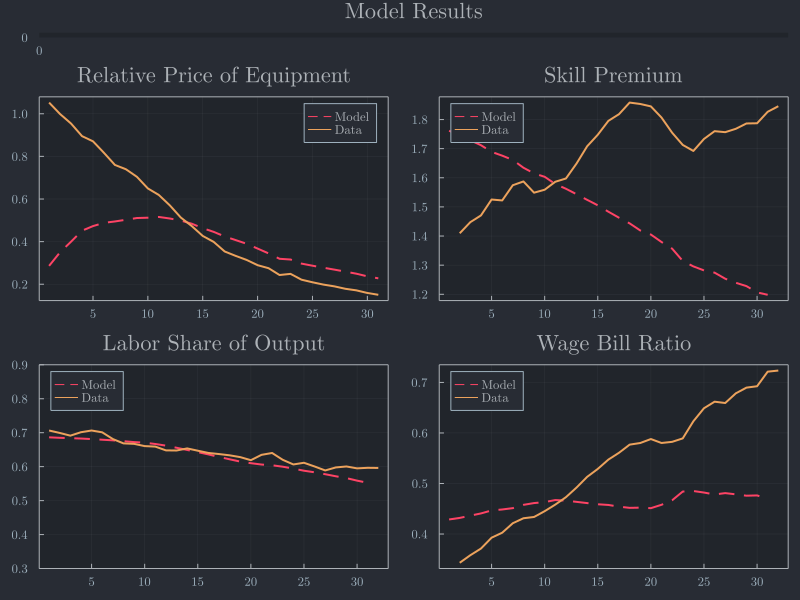 Model Results
0
0
Relative Price of Equipment
Skill Premium
Model
Data
1.0
0.8
0.6
0.4
0.2
5 10 15 20 25 30
Model
Data
1.8
1.7
1.6
1.5
1.4
1.3
1.2
5 10 15 20 25 30
Labor Share of Output
Wage Bill Ratio
Model
Data
0.9
0.8
0.7
0.6
0.5
0.4
0.3
5 10 15 20 25 30
Model
Data
0.7
0.6
0.5
0.4
5 10 15 20 25 30